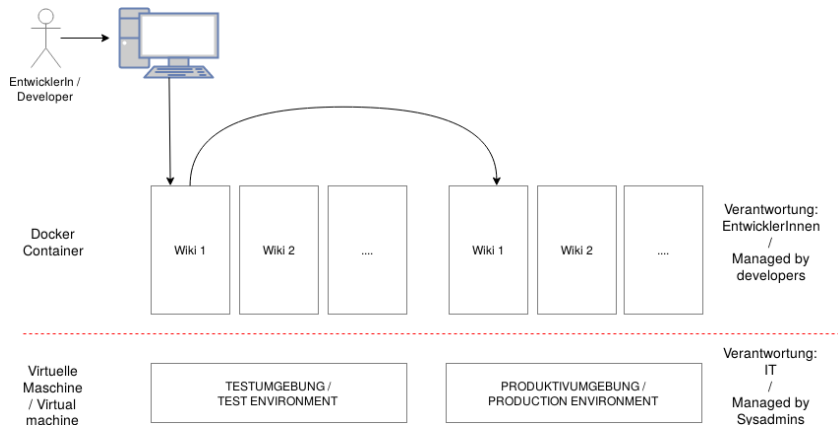 EntwicklerIn /
Developer
Docker
Container
Wiki 1
Wiki 2
....
Wiki 1
Wiki 2
....
Verantwortung:
EntwicklerInnen
/
Managed by
developers
Virtuelle
Maschine
/ Virtual
machine
TESTUMGEBUNG /
TEST ENVIRONMENT
PRODUKTIVUMGEBUNG /
PRODUCTION ENVIRONMENT
Verantwortung:
IT
/
Managed by
Sysadmins